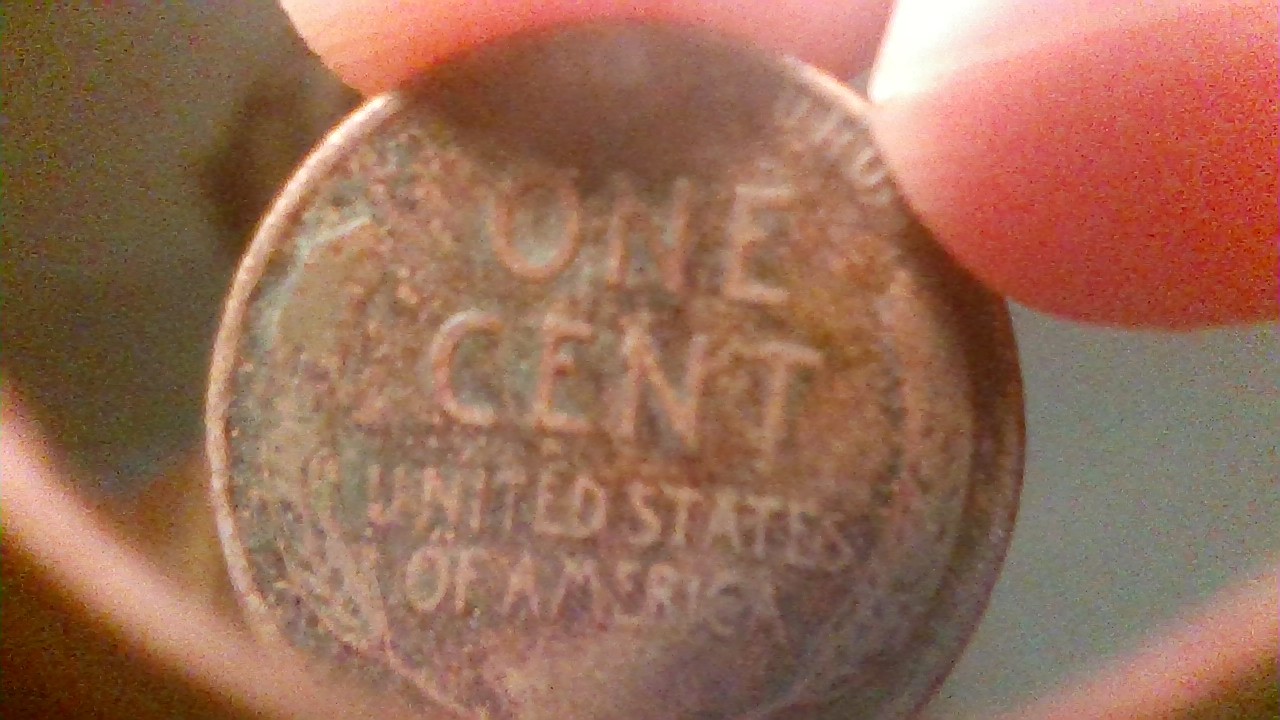 ONE
CENT
UNITED STATES
OF AMERICA